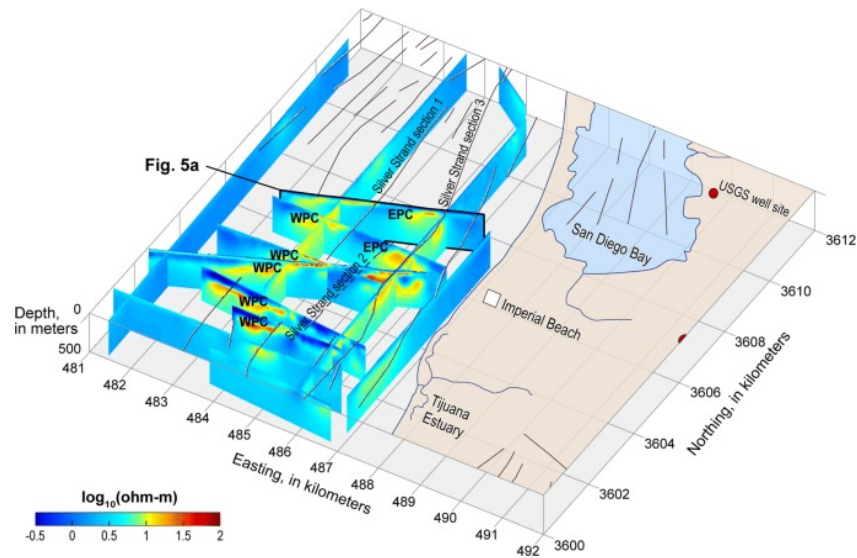 Fig. 5a
Silver Strand section 1
Silver Strand section 3
WPC
EPC
USGS well site
San Diego Bay
3612
EPC
WPC
WPC
Silver Strand section 2
3610
WPC
WPC
Imperial Beach
3608
Depth,
in meters
0
500
3606
Northing, in kilometers
Tijuana
Estuary
3604
3602
3600
481
482
483
484
485
486
487
488
489
490
491
492
Easting, in kilometers
log10(ohm-m)
-0.5
0
0.5
1
1.5
2